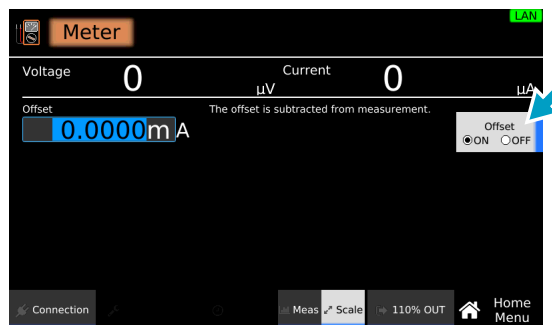 LAN
Meter
Voltage 0 µV Current 0 µA
Offset The offset is subtracted from measurement.
0.0000m A
Offset
ON OFF
Connection Meas Scale 110% OUT Home Menu